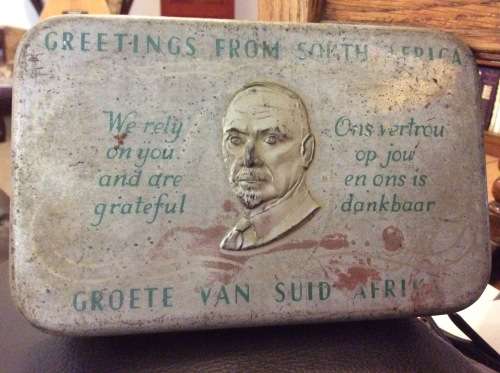 GREETINGS FROM SOUTH AFRICA
We rely
on you
and are
grateful
Ons vertrou
op jou
en ons is
dankbaar
GROETE VAN SUID AFRIKA